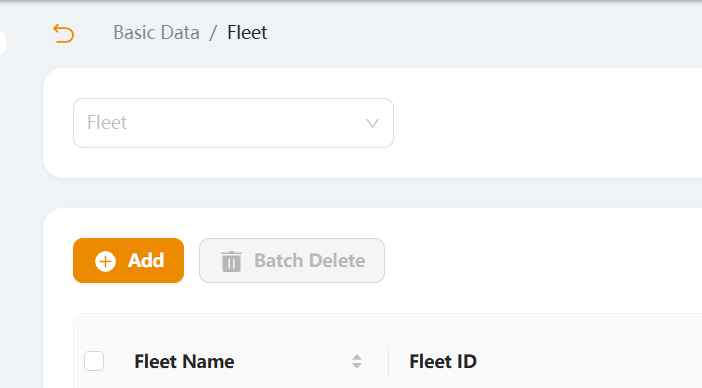 Basic Data / Fleet
Fleet
Add Batch Delete
Fleet Name Fleet ID